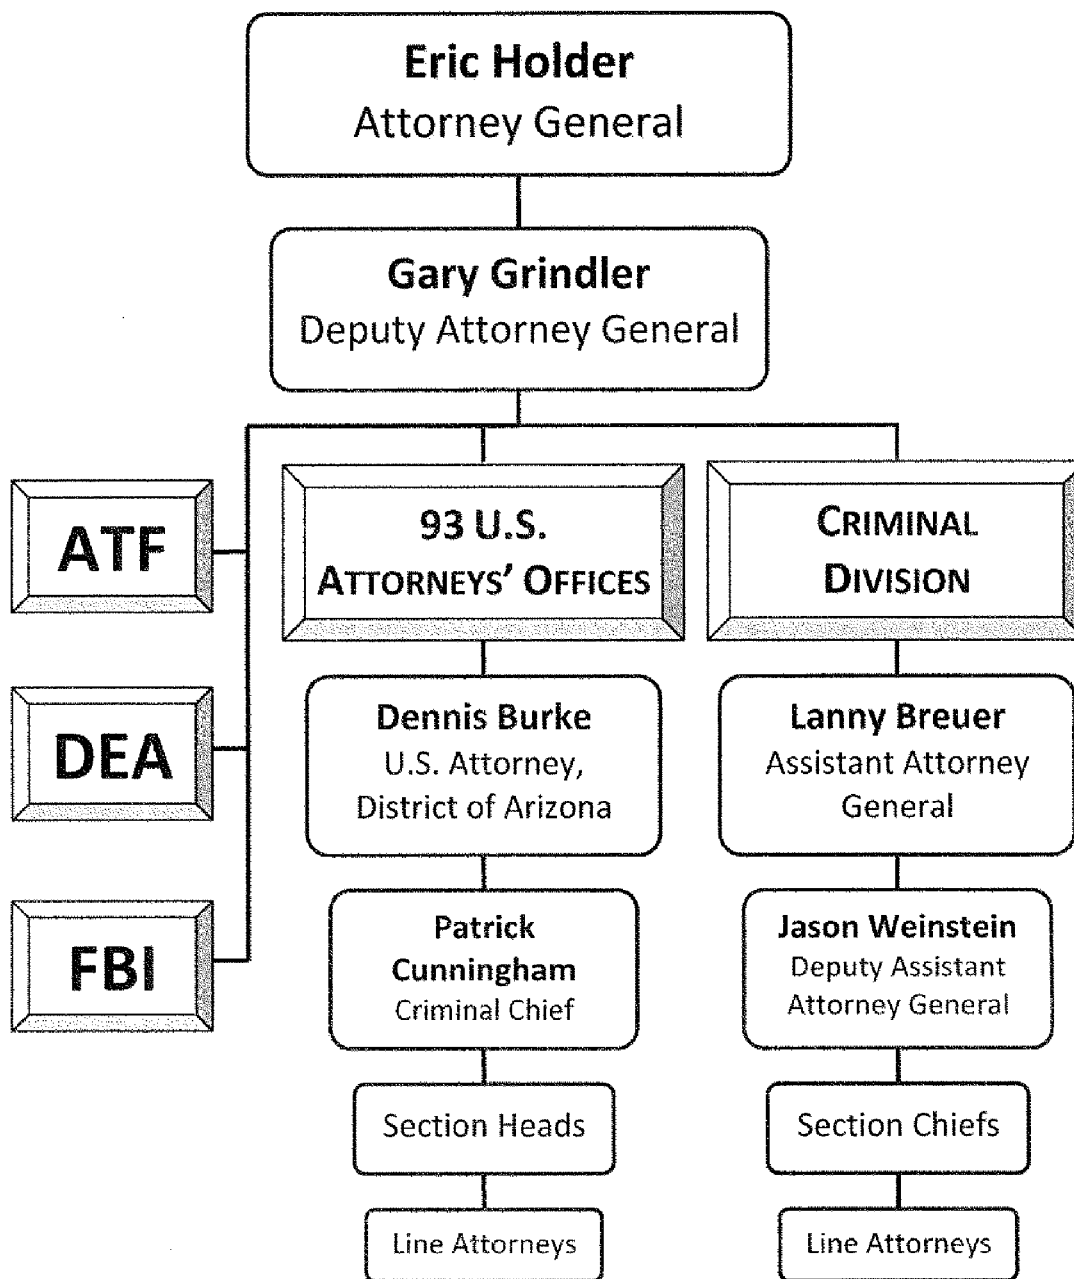 Eric Holder
Attorney General
Gary Grindler
Deputy Attorney General
ATF
DEA
FBI
93 U.S.
ATTORNEYS' OFFICES
Dennis Burke
U.S. Attorney,
District of Arizona
Patrick
Cunningham
Criminal Chief
Section Heads
Line Attorneys
CRIMINAL
DIVISION
Lanny Breuer
Assistant Attorney
General
Jason Weinstein
Deputy Assistant
Attorney General
Section Chiefs
Line Attorneys